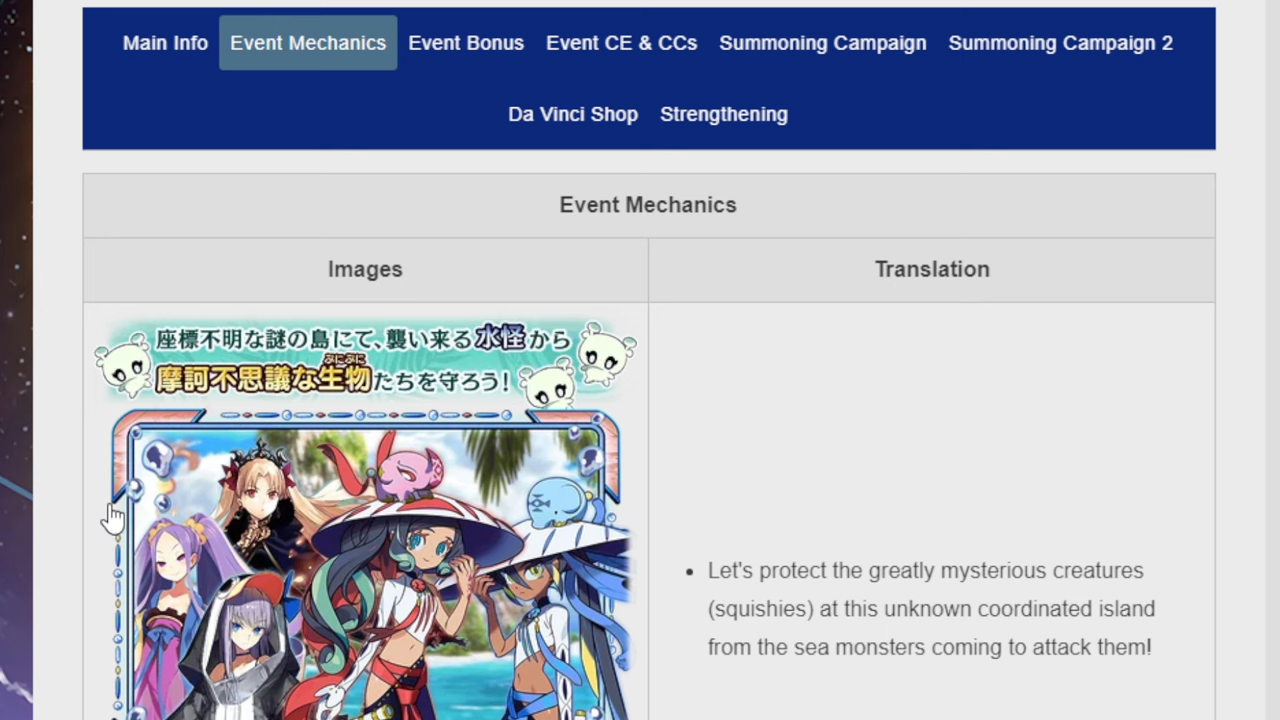 Main Info Event Mechanics Event Bonus Event CE & CCs Summoning Campaign Summoning Campaign 2
Da Vinci Shop Strengthening
Event Mechanics
Images Translation
座標不明な謎の島にて、襲い来る水怪から
ぷにぷに
摩訶不思議な生物たちを守ろう!
• Let's protect the greatly mysterious creatures
(squishies) at this unknown coordinated island
from the sea monsters coming to attack them!